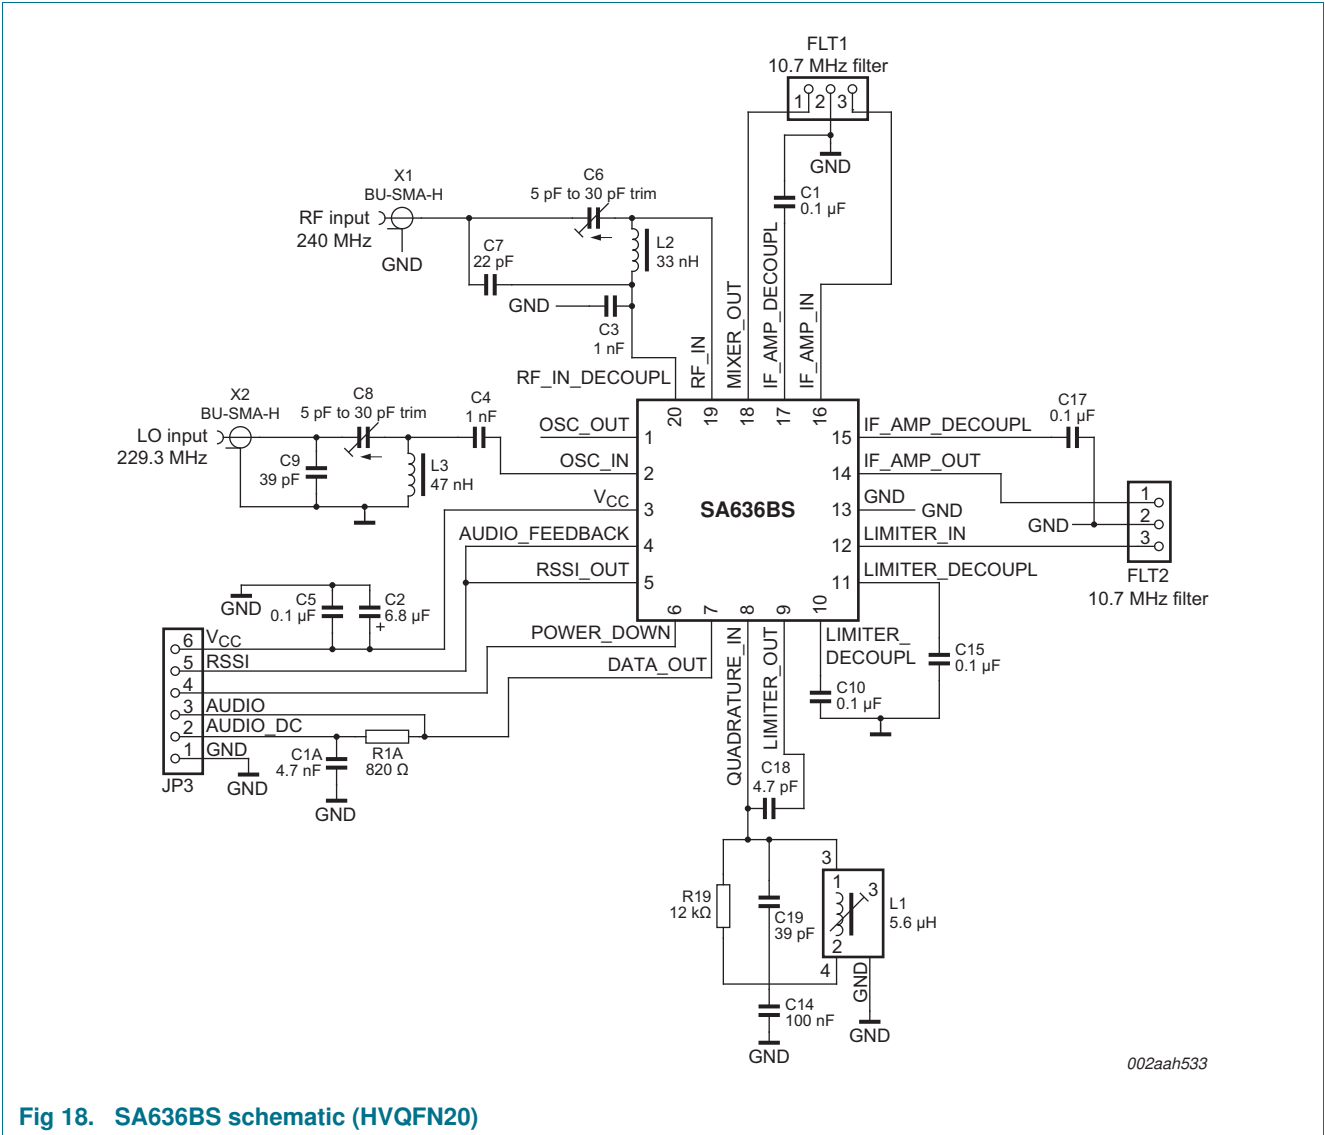 FLT1
10.7 MHz filter
1 2 3
GND
C1
0.1 µF
X1
BU-SMA-H
RF input
240 MHz
GND
C6
5 pF to 30 pF trim
C7
22 pF
L2
33 nH
GND
C3
1 nF
RF_IN_DECOUPL
RF_IN
MIXER_OUT
IF_AMP_DECOUPL
IF_AMP_IN
20 19 18 17 16
X2
BU-SMA-H
LO input
229.3 MHz
C8
5 pF to 30 pF trim
C4
1 nF
C9
39 pF
L3
47 nH
OSC_OUT
1
OSC_IN
2
VCC
3
AUDIO_FEEDBACK
4
RSSI_OUT
5
SA636BS
15
IF_AMP_DECOUPL
14
IF_AMP_OUT
13
GND
GND
12
LIMITER_IN
11
LIMITER_DECOUPL
C17
0.1 µF
GND
1
2
3
FLT2
10.7 MHz filter
6 7 8 9 10
POWER_DOWN
DATA_OUT
QUADRATURE_IN
LIMITER_OUT
LIMITER_
DECOUPL
C15
0.1 µF
C10
0.1 µF
GND
C5
0.1 µF
C2
6.8 µF
+
6 VCC
5 RSSI
4
3 AUDIO
2 AUDIO_DC
1 GND
JP3
GND
C1A
4.7 nF
R1A
820 Ω
GND
C18
4.7 pF
R19
12 kΩ
C19
39 pF
3
1
3
2
4
L1
5.6 µH
GND
GND
C14
100 nF
GND
002aah533
Fig 18. SA636BS schematic (HVQFN20)